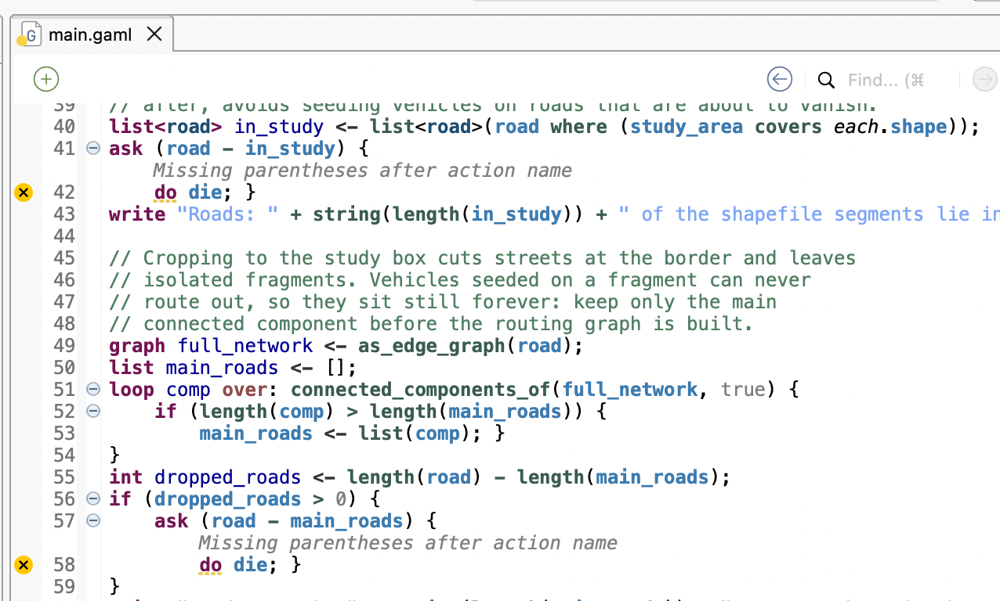 main.gaml
Find... (⌘
39 // after, avoids seeding vehicles on roads that are about to vanish.
40 list<road> in_study <- list<road>(road where (study_area covers each.shape));
41 ask (road - in_study) {
Missing parentheses after action name
42 do die; }
43 write "Roads: " + string(length(in_study)) + " of the shapefile segments lie in
44
45 // Cropping to the study box cuts streets at the border and leaves
46 // isolated fragments. Vehicles seeded on a fragment can never
47 // route out, so they sit still forever: keep only the main
48 // connected component before the routing graph is built.
49 graph full_network <- as_edge_graph(road);
50 list main_roads <- [];
51 loop comp over: connected_components_of(full_network, true) {
52 if (length(comp) > length(main_roads)) {
53 main_roads <- list(comp); }
54 }
55 int dropped_roads <- length(road) - length(main_roads);
56 if (dropped_roads > 0) {
57 ask (road - main_roads) {
Missing parentheses after action name
58 do die; }
59 }